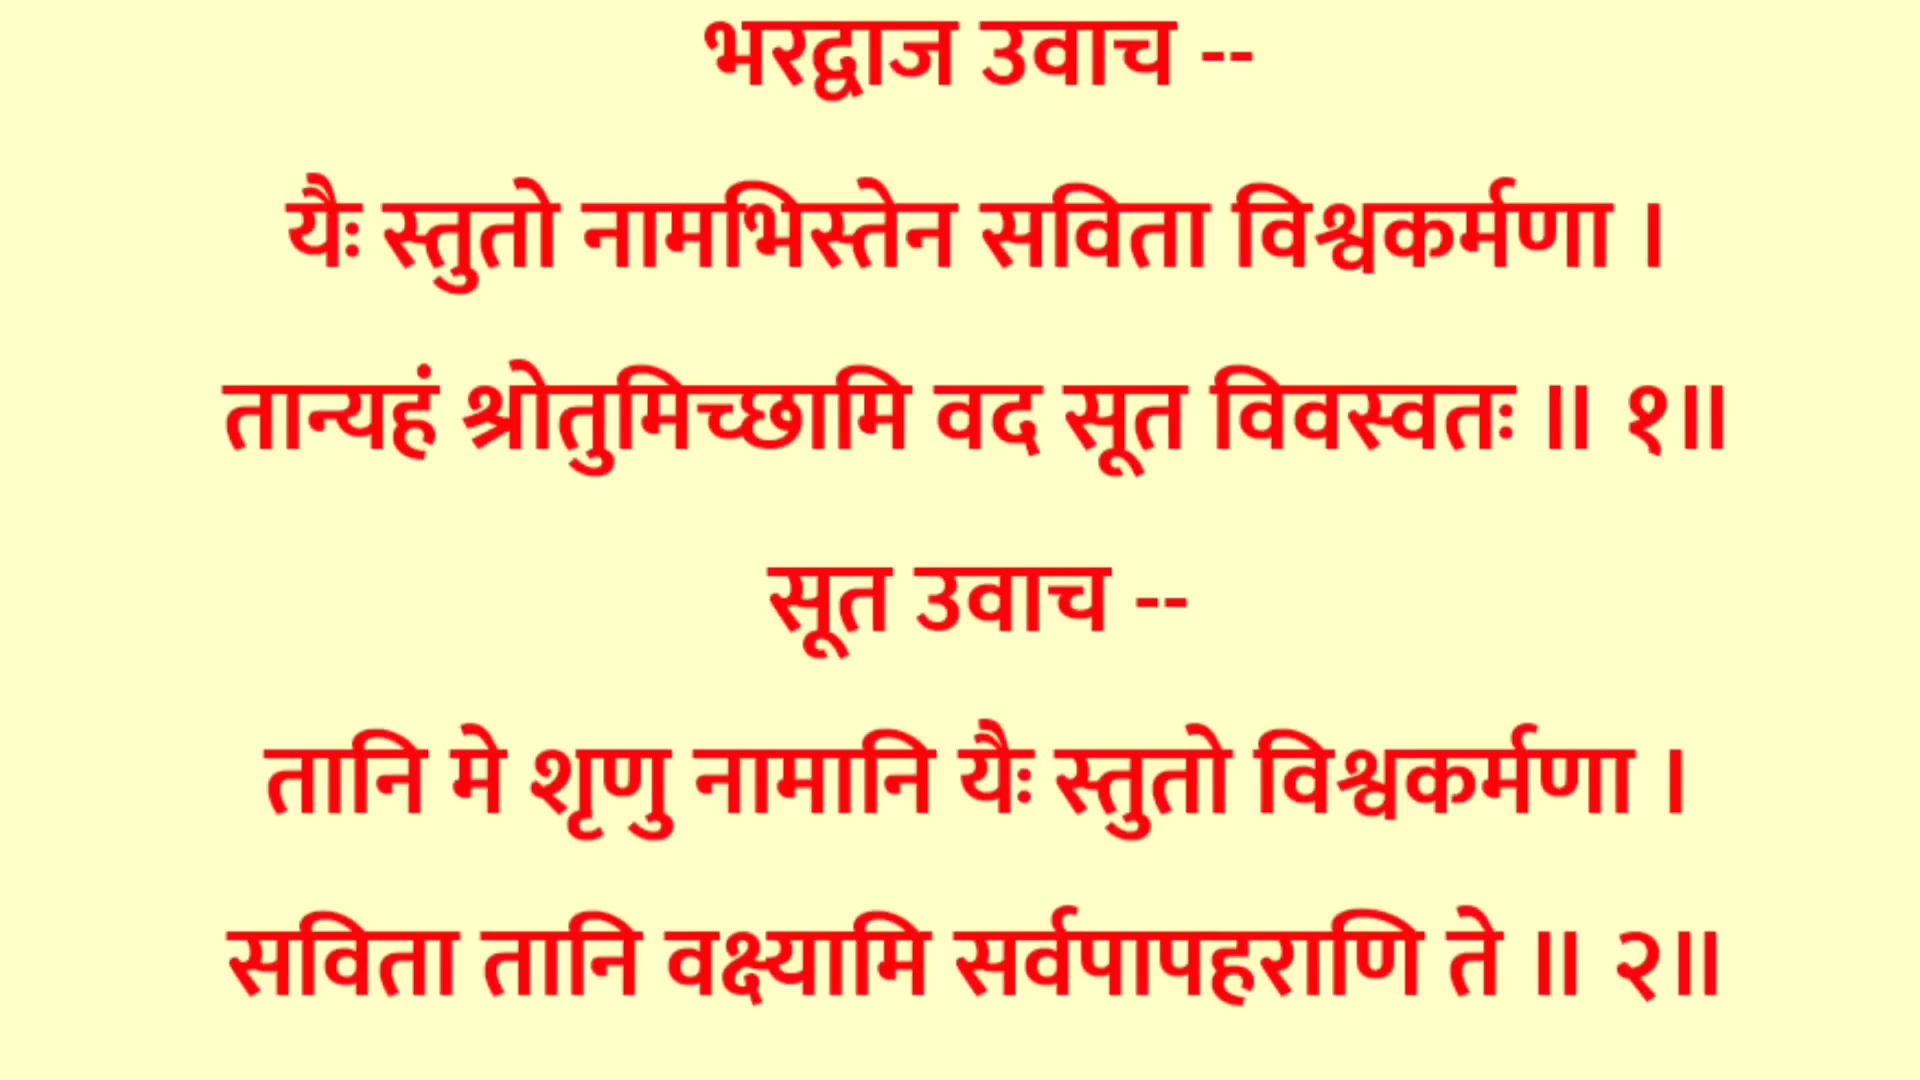 भरद्वाज उवाच --
यैः स्तुतो नामभिस्तेन सविता विश्वकर्मणा ।
तान्यहं श्रोतुमिच्छामि वद सूत विवस्वतः ॥ १॥
सूत उवाच --
तानि मे शृणु नामानि यैः स्तुतो विश्वकर्मणा ।
सविता तानि वक्ष्यामि सर्वपापहराणि ते ॥ २॥